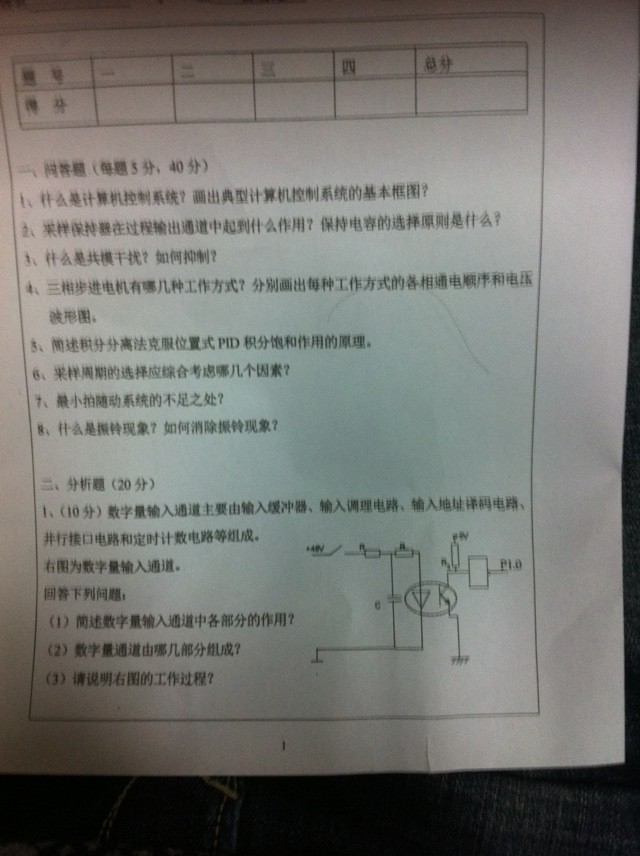 题 号 一 二 三 四 总分
得 分
一、问答题（每题5分，40分）
1、什么是计算机控制系统？画出典型计算机控制系统的基本框图？
2、采样保持器在过程输出通道中起到什么作用？保持电容的选择原则是什么？
3、什么是共模干扰？如何抑制？
4、三相步进电机有哪几种工作方式？分别画出每种工作方式的各相通电顺序和电压
波形图。
5、简述积分分离法克服位置式PID积分饱和作用的原理。
6、采样周期的选择应综合考虑哪几个因素？
7、最小拍随动系统的不足之处？
8、什么是振铃现象？如何消除振铃现象？
二、分析题（20分）
1、（10分）数字量输入通道主要由输入缓冲器、输入调理电路、输入地址译码电路、
并行接口电路和定时计数电路等组成。
右图为数字量输入通道。
回答下列问题：
（1）简述数字量输入通道中各部分的作用？
（2）数字量通道由哪几部分组成？
（3）请说明右图的工作过程？
+48V R R
R P1.0
C
1